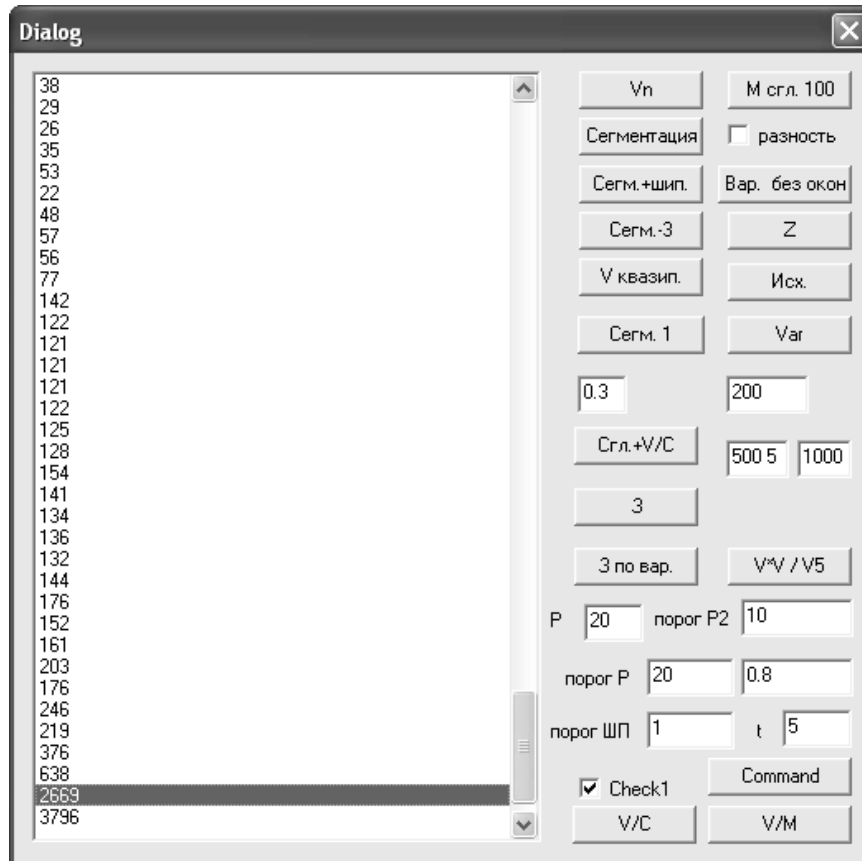 Dialog
38
29
26
35
53
22
48
57
56
77
142
122
121
121
121
122
125
128
154
141
134
136
132
144
176
152
161
203
176
246
219
376
638
2669
3796
Vn
М сгл. 100
Сегментация
разность
Сегм.+шип.
Вар. без окон
Сегм.-3
Z
V квазип.
Исх.
Сегм. 1
Var
0.3
200
Сгл.+V/C
500 5
1000
3
3 по вар.
V*V / V5
P
20
порог P2
10
порог P
20
0.8
порог ШП
1
t
5
Check1
Command
V/C
V/M